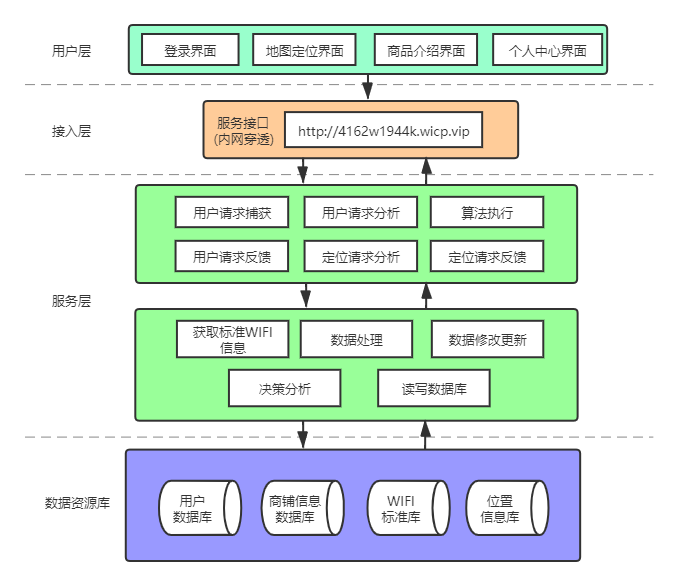 用户层
登录界面
地图定位界面
商品介绍界面
个人中心界面
接入层
服务接口
(内网穿透)
http://4162w1944k.wicp.vip
服务层
用户请求捕获
用户请求分析
算法执行
用户请求反馈
定位请求分析
定位请求反馈
获取标准WIFI
信息
数据处理
数据修改更新
决策分析
读写数据库
数据资源库
用户
数据库
商铺信息
数据库
WIFI
标准库
位置
信息库